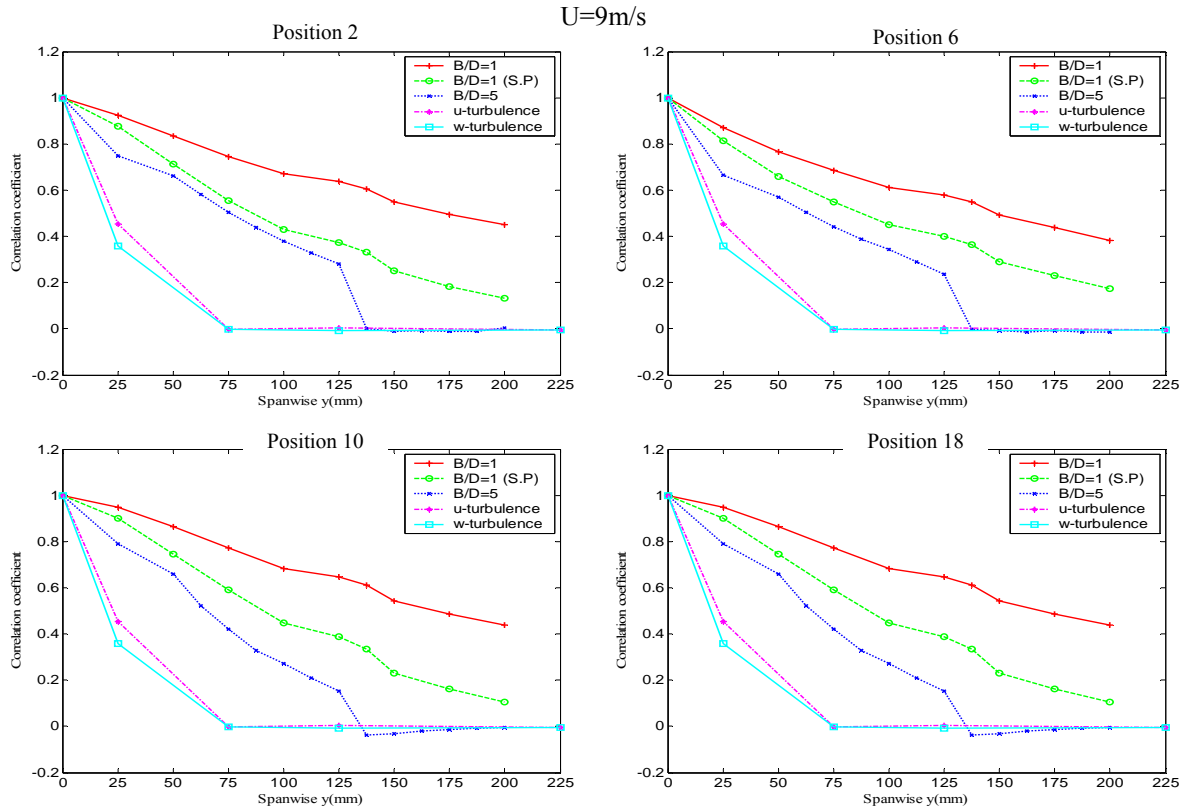 U=9m/s
Position 2
1.2
1
0.8
0.6
0.4
0.2
0
-0.2
Correlation coefficient
0 25 50 75 100 125 150 175 200 225
Spanwise y(mm)
B/D=1
B/D=1 (S.P)
B/D=5
u-turbulence
w-turbulence
Position 6
1.2
1
0.8
0.6
0.4
0.2
0
-0.2
Correlation coefficient
0 25 50 75 100 125 150 175 200 225
Spanwise y(mm)
B/D=1
B/D=1 (S.P)
B/D=5
u-turbulence
w-turbulence
Position 10
1.2
1
0.8
0.6
0.4
0.2
0
-0.2
Correlation coefficient
0 25 50 75 100 125 150 175 200 225
Spanwise y(mm)
B/D=1
B/D=1 (S.P)
B/D=5
u-turbulence
w-turbulence
Position 18
1.2
1
0.8
0.6
0.4
0.2
0
-0.2
Correlation coefficient
0 25 50 75 100 125 150 175 200 225
Spanwise y(mm)
B/D=1
B/D=1 (S.P)
B/D=5
u-turbulence
w-turbulence